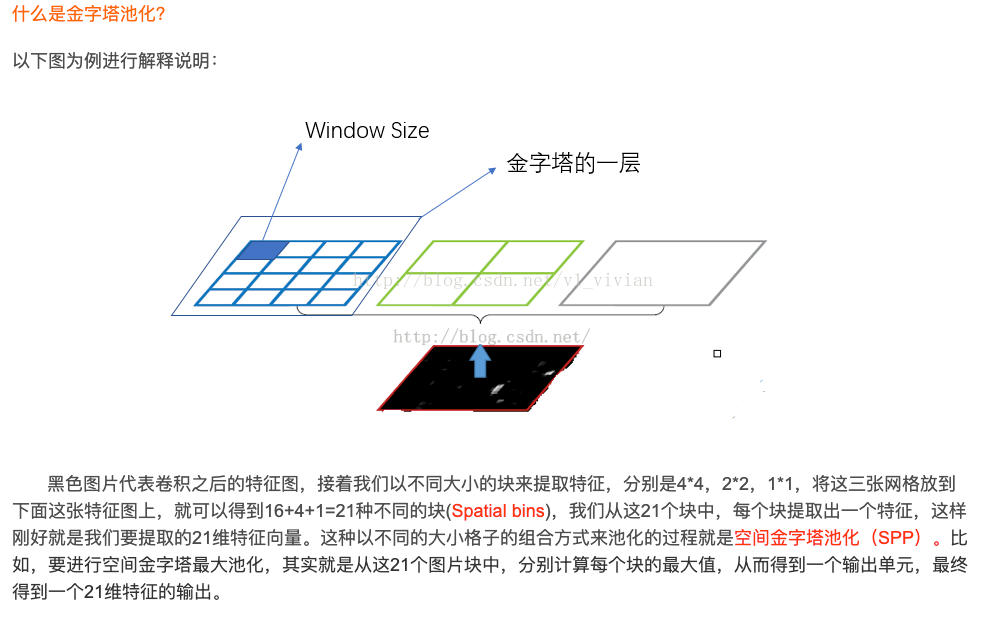 什么是金字塔池化?
以下图为例进行解释说明：
Window Size
金字塔的一层
http://blog.csdn.net/v1_vivian
http://blog.csdn.net/
黑色图片代表卷积之后的特征图，接着我们以不同大小的块来提取特征，分别是4*4，2*2，1*1，将这三张网格放到
下面这张特征图上，就可以得到16+4+1=21种不同的块(Spatial bins)，我们从这21个块中，每个块提取出一个特征，这样
刚好就是我们要提取的21维特征向量。这种以不同的大小格子的组合方式来池化的过程就是空间金字塔池化（SPP）。比
如，要进行空间金字塔最大池化，其实就是从这21个图片块中，分别计算每个块的最大值，从而得到一个输出单元，最终
得到一个21维特征的输出。